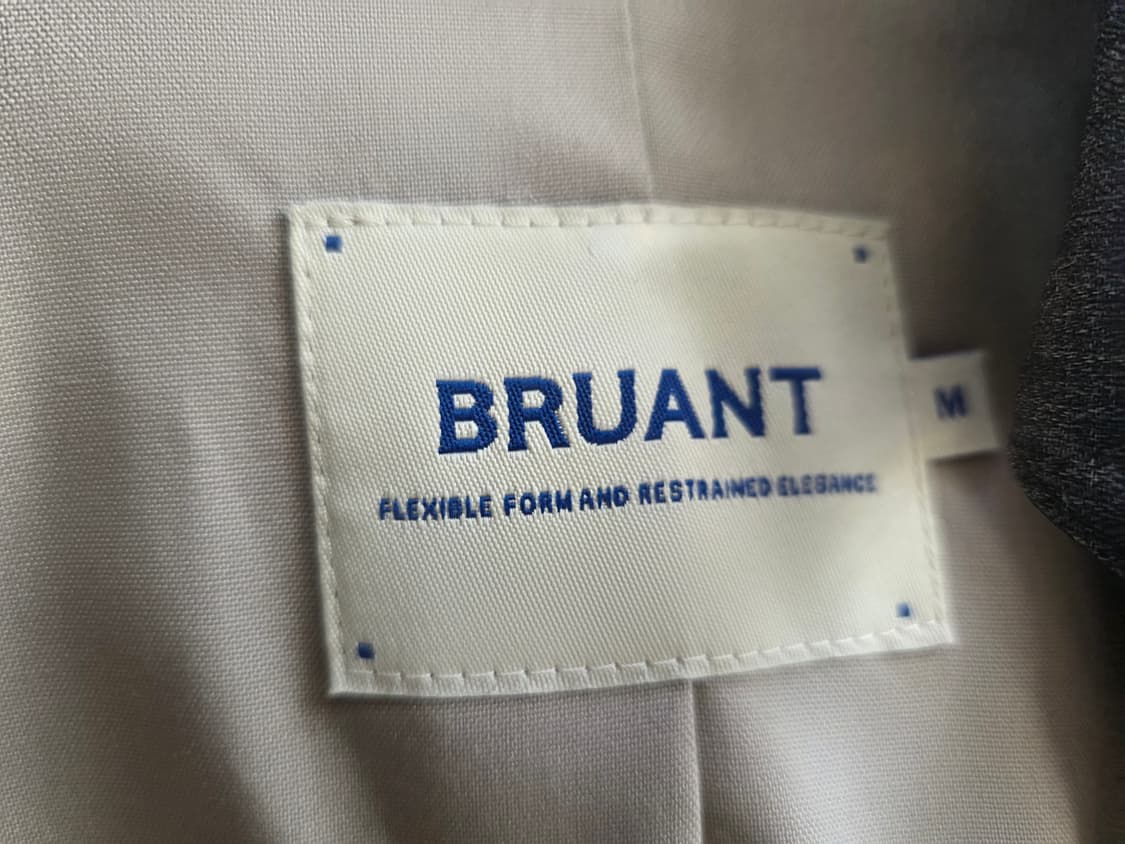 BRUANT
M
FLEXIBLE FORM AND RESTRAINED ELEGANCE